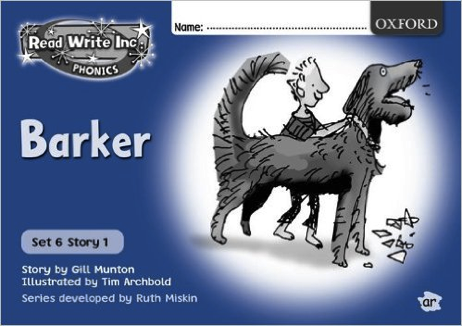 Read Write Inc.
PHONICS
Name:
OXFORD
Barker
Set 6 Story 1
Story by Gill Munton
Illustrated by Tim Archbold
Series developed by Ruth Miskin
ar